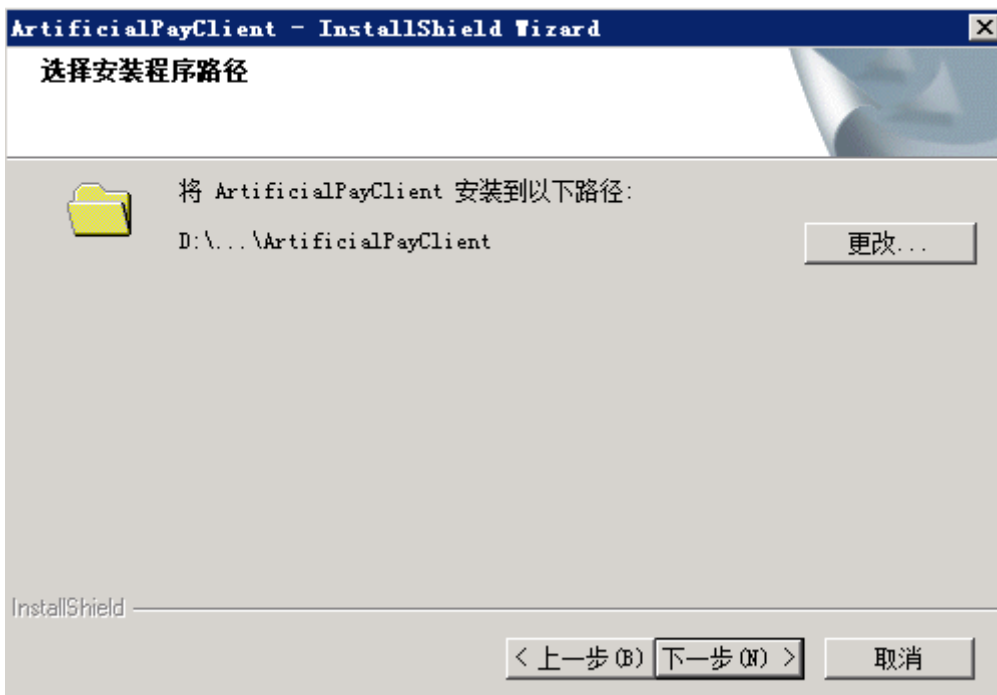 ArtificialPayClient - InstallShield Wizard
选择安装程序路径
将 ArtificialPayClient 安装到以下路径:
D:\...\ArtificialPayClient
更改...
InstallShield
< 上一步(B) 下一步(N) > 取消